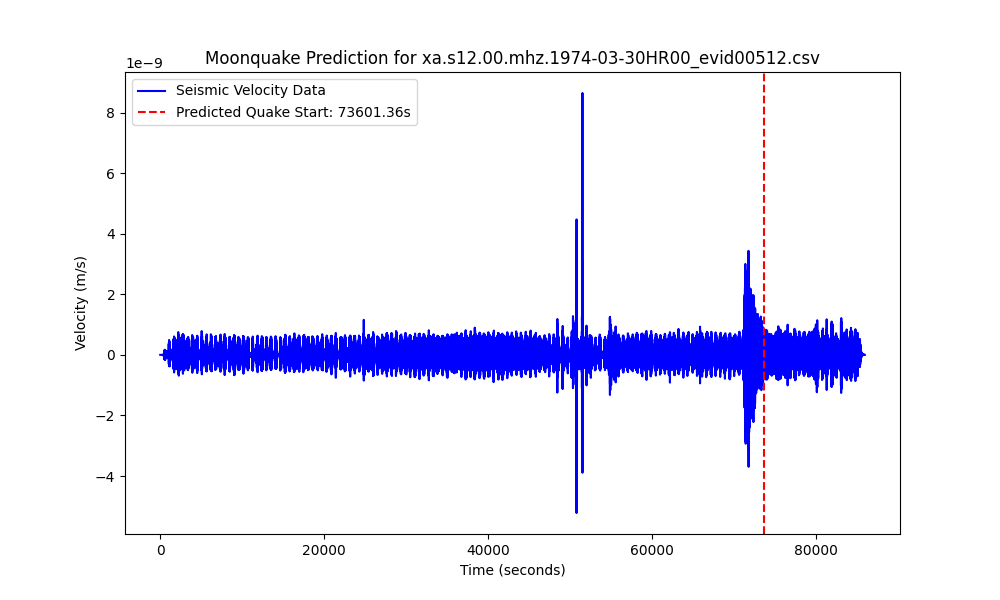 Moonquake Prediction for xa.s12.00.mhz.1974-03-30HR00_evid00512.csv
1e−9
Seismic Velocity Data
Predicted Quake Start: 73601.36s
8
6
4
2
0
−2
−4
Velocity (m/s)
0 20000 40000 60000 80000
Time (seconds)